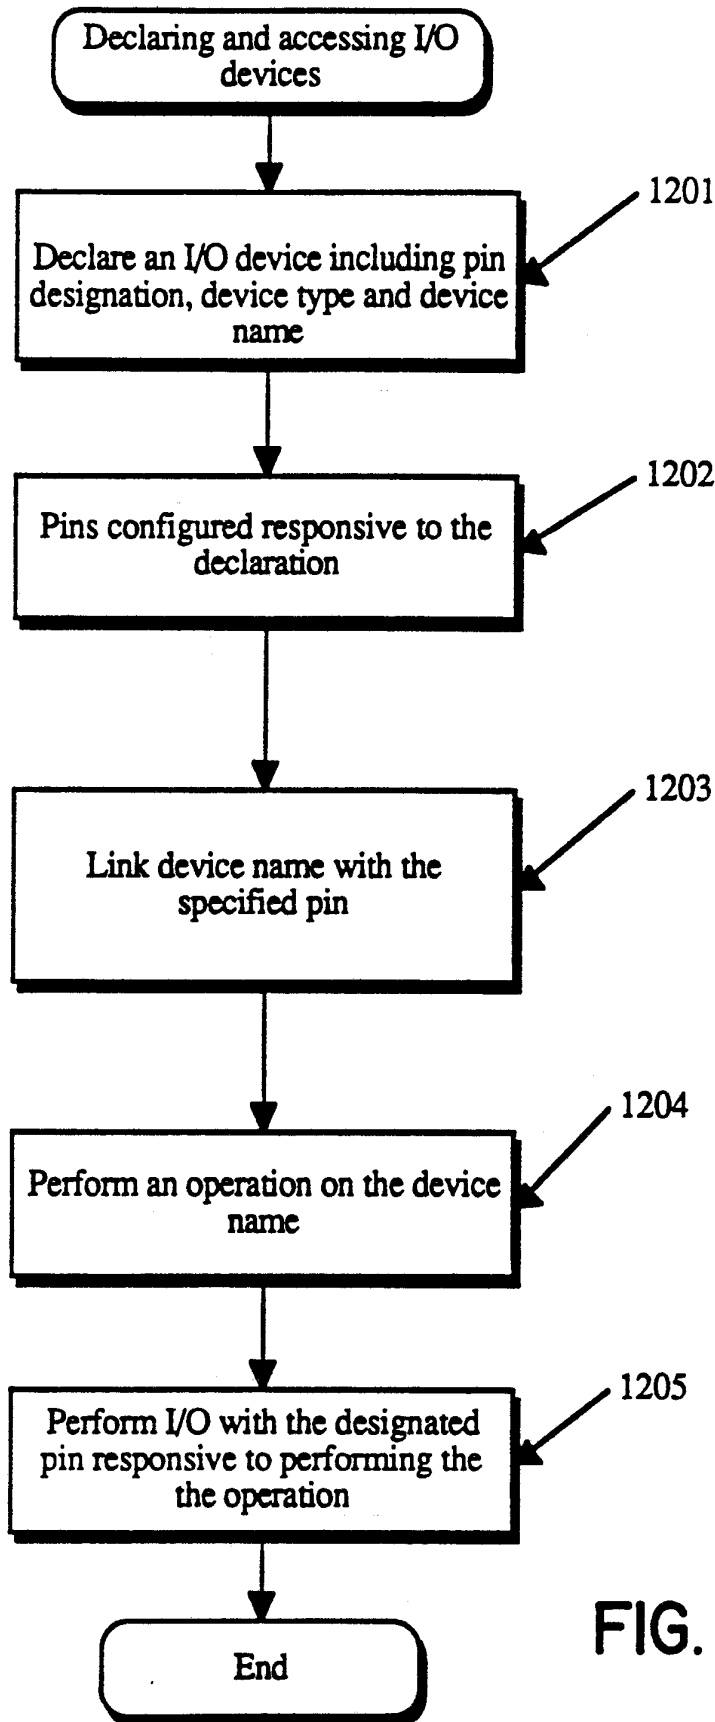 Declaring and accessing I/O
devices
1201
Declare an I/O device including pin
designation, device type and device
name
1202
Pins configured responsive to the
declaration
1203
Link device name with the
specified pin
1204
Perform an operation on the device
name
1205
Perform I/O with the designated
pin responsive to performing the
the operation
End
FIG.